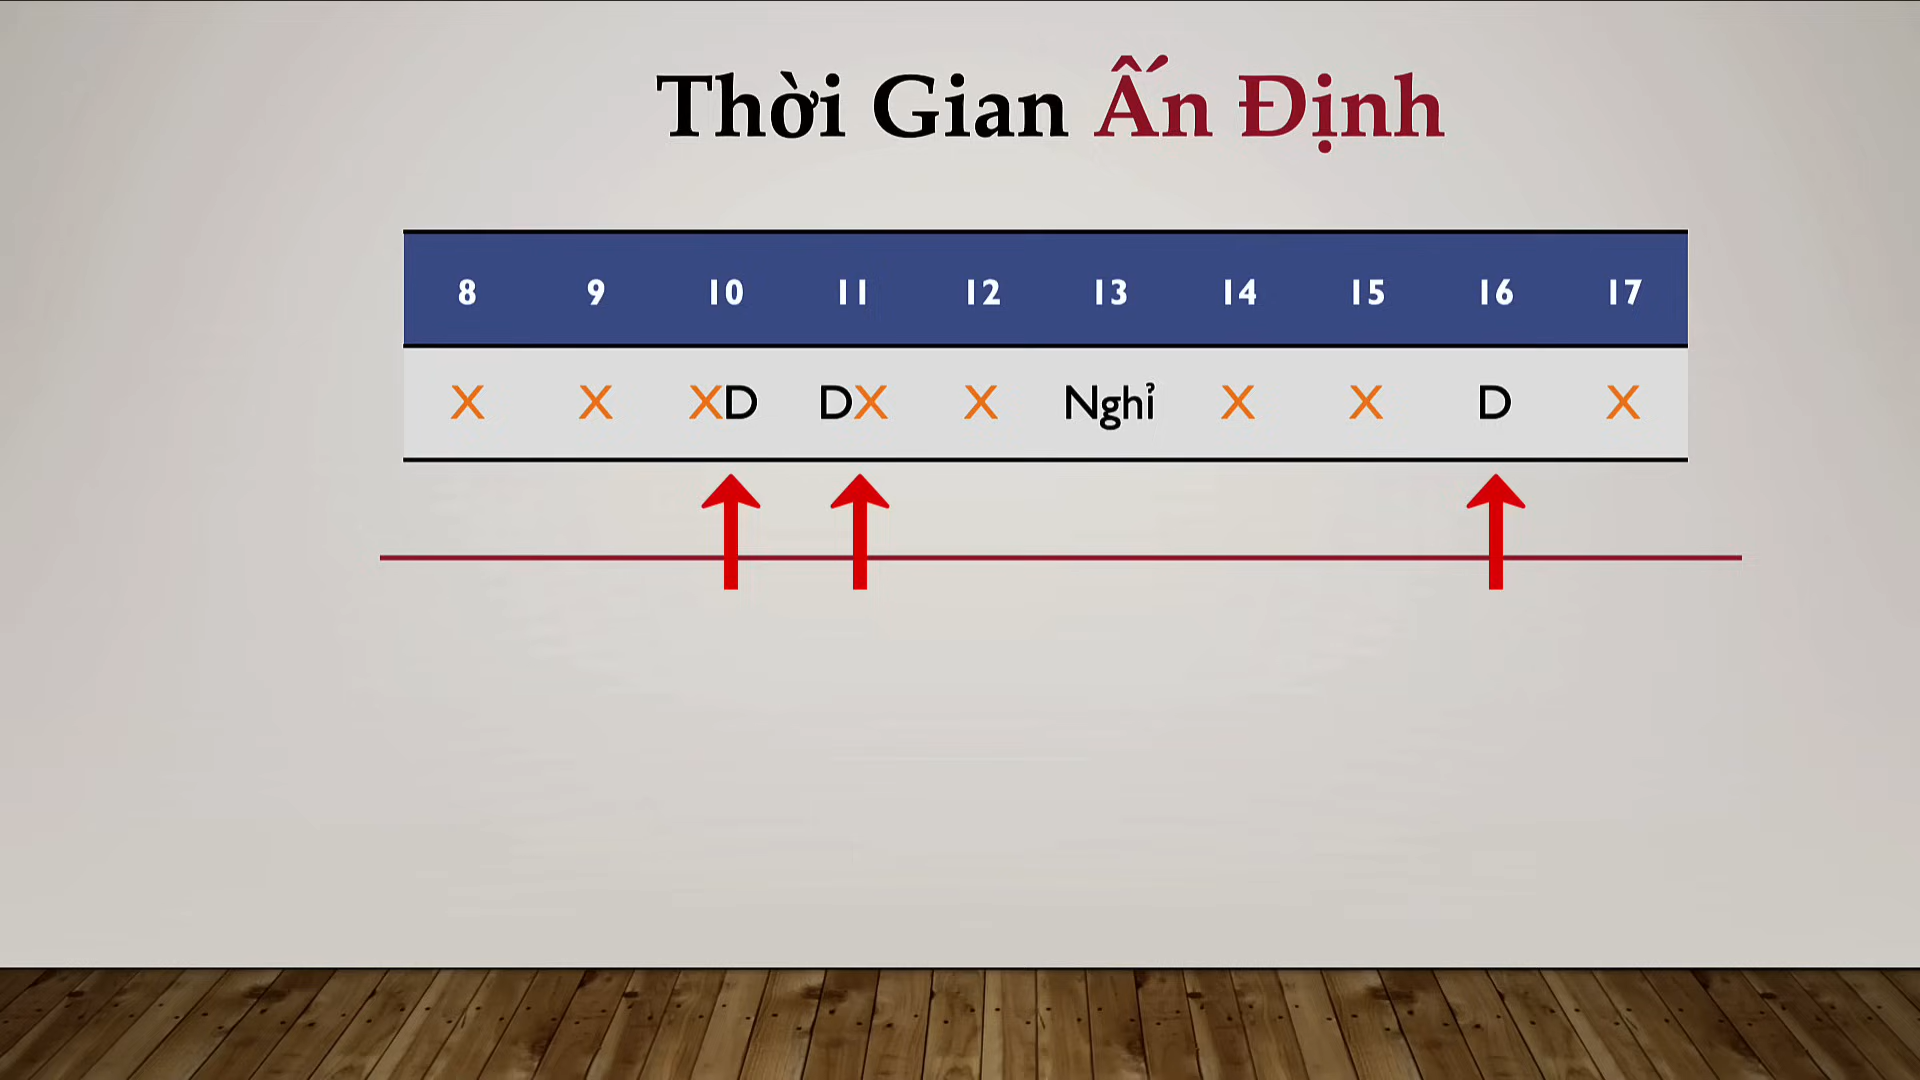 Thời Gian Ấn Định
8 9 10 11 12 13 14 15 16 17
X X XD DX X Nghỉ X X D X